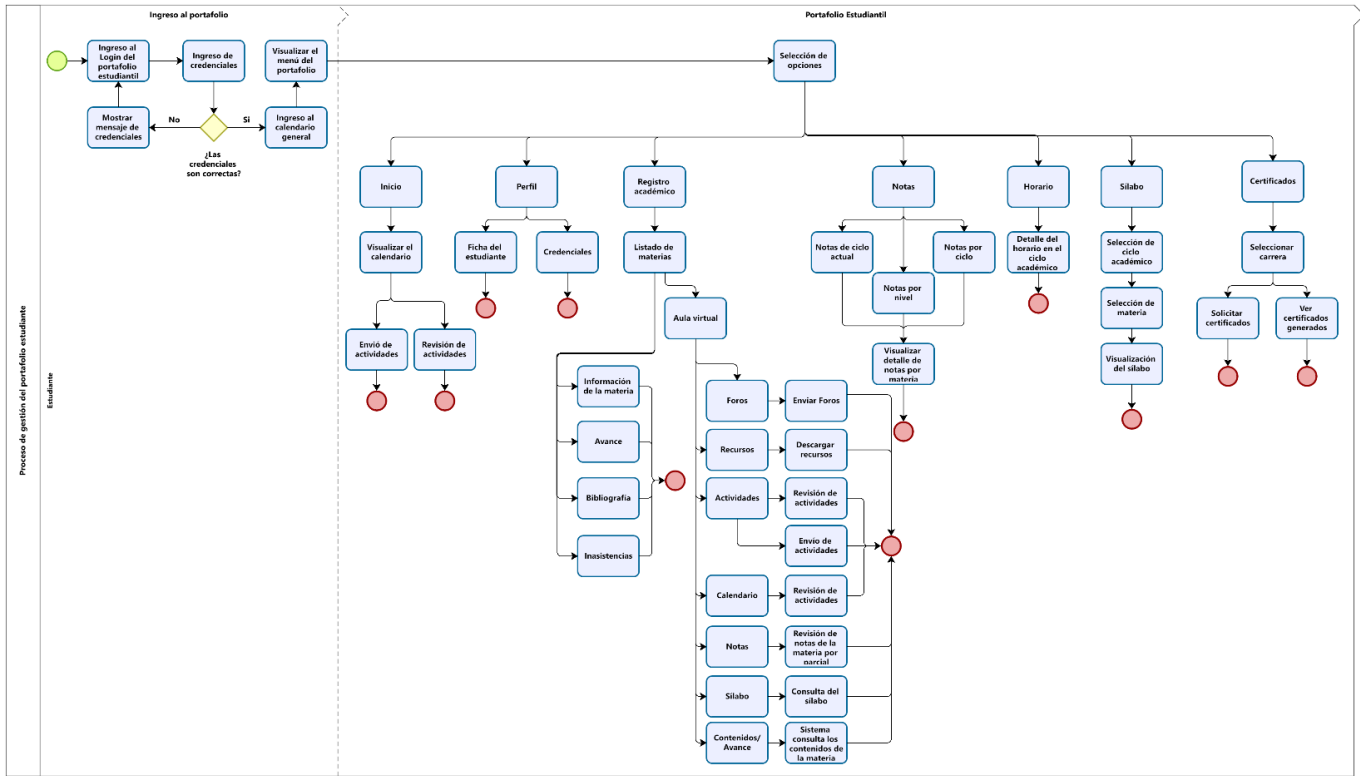 Ingreso al portafolio
Portafolio Estudiantil
Proceso de gestión del portafolio estudiante
Estudiante
Ingreso al
Login del
portafolio
estudiantil
Ingreso de
credenciales
Visualizar el
menú del
portafolio
Selección de
opciones
Mostrar
mensaje de
credenciales
No
Si
Ingreso al
calendario
general
¿Las
credenciales
son correctas?
Inicio
Perfil
Registro
académico
Notas
Horario
Silabo
Certificados
Visualizar el
calendario
Ficha del
estudiante
Credenciales
Listado de
materias
Notas de ciclo
actual
Notas por
nivel
Notas por
ciclo
Detalle del
horario en el
ciclo
académico
Selección de
ciclo
académico
Seleccionar
carrera
Aula virtual
Selección de
materia
Solicitar
certificados
Ver
certificados
generados
Envió de
actividades
Revisión de
actividades
Visualizar
detalle de
notas por
materia
Visualización
del silabo
Información
de la materia
Avance
Bibliografía
Inasistencias
Foros
Enviar Foros
Recursos
Descargar
recursos
Actividades
Revisión de
actividades
Envío de
actividades
Calendario
Revisión de
actividades
Notas
Revisión de
notas de la
materia por
parcial
Silabo
Consulta del
silabo
Contenidos/
Avance
Sistema
consulta los
contenidos de
la materia